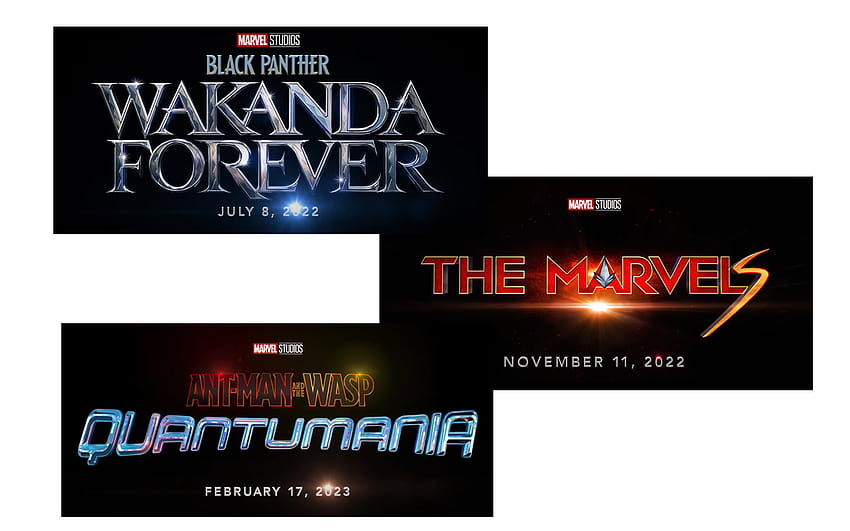 MARVEL STUDIOS
BLACK PANTHER
WAKANDA
FOREVER
JULY 8, 2022
MARVEL STUDIOS
THE MARVELS
NOVEMBER 11, 2022
MARVEL STUDIOS
ANT-MAN AND THE WASP
QUANTUMANIA
FEBRUARY 17, 2023